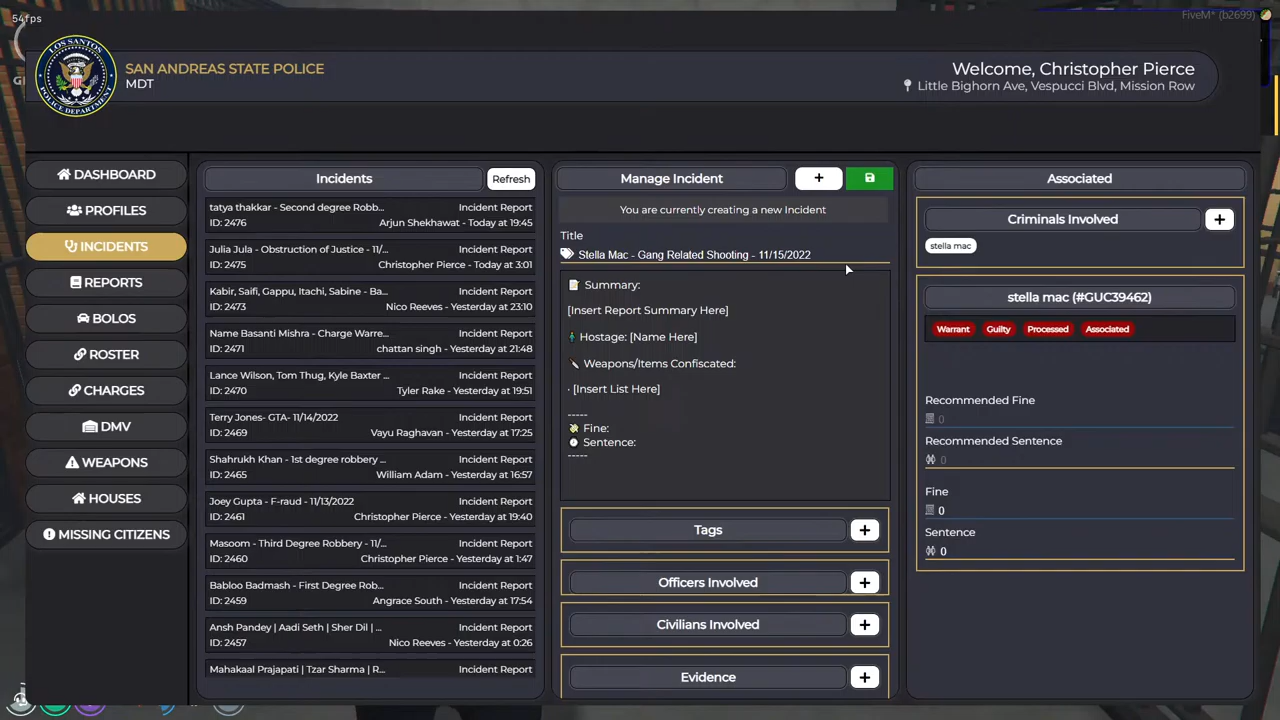 54fps
FiveM* (b2699)
LOS SANTOS
POLICE DEPARTMENT
SAN ANDREAS STATE POLICE
MDT
Welcome, Christopher Pierce
Little Bighorn Ave, Vespucci Blvd, Mission Row
DASHBOARD
PROFILES
INCIDENTS
REPORTS
BOLOS
ROSTER
CHARGES
DMV
WEAPONS
HOUSES
MISSING CITIZENS
Incidents
Refresh
tatya thakkar - Second degree Robb... Incident Report
ID: 2476 Arjun Shekhawat - Today at 19:45
Julia Jula - Obstruction of Justice - 11/... Incident Report
ID: 2475 Christopher Pierce - Today at 3:01
Kabir, Saifi, Gappu, Itachi, Sabine - Ba... Incident Report
ID: 2473 Nico Reeves - Yesterday at 23:10
Name Basanti Mishra - Charge Warre... Incident Report
ID: 2471 chattan singh - Yesterday at 21:48
Lance Wilson, Tom Thug, Kyle Baxter ... Incident Report
ID: 2470 Tyler Rake - Yesterday at 19:51
Terry Jones- GTA- 11/14/2022 Incident Report
ID: 2469 Vayu Raghavan - Yesterday at 17:25
Shahrukh Khan - 1st degree robbery ... Incident Report
ID: 2465 William Adam - Yesterday at 16:57
Joey Gupta - F-raud - 11/13/2022 Incident Report
ID: 2461 Christopher Pierce - Yesterday at 19:40
Masoom - Third Degree Robbery - 11/... Incident Report
ID: 2460 Christopher Pierce - Yesterday at 1:47
Babloo Badmash - First Degree Rob... Incident Report
ID: 2459 Angrace South - Yesterday at 17:54
Ansh Pandey | Aadi Seth | Sher Dil | ... Incident Report
ID: 2457 Nico Reeves - Yesterday at 0:26
Mahakaal Prajapati | Tzar Sharma | R... Incident Report
Manage Incident
+
You are currently creating a new Incident
Title
Stella Mac - Gang Related Shooting - 11/15/2022
📝 Summary:
[Insert Report Summary Here]
🧍 Hostage: [Name Here]
🔪 Weapons/Items Confiscated:
· [Insert List Here]
-----
💸 Fine:
⏱ Sentence:
-----
Tags +
Officers Involved +
Civilians Involved +
Evidence +
Associated
Criminals Involved +
stella mac
stella mac (#GUC39462)
Warrant Guilty Processed Associated
Recommended Fine
0
Recommended Sentence
0
Fine
0
Sentence
0